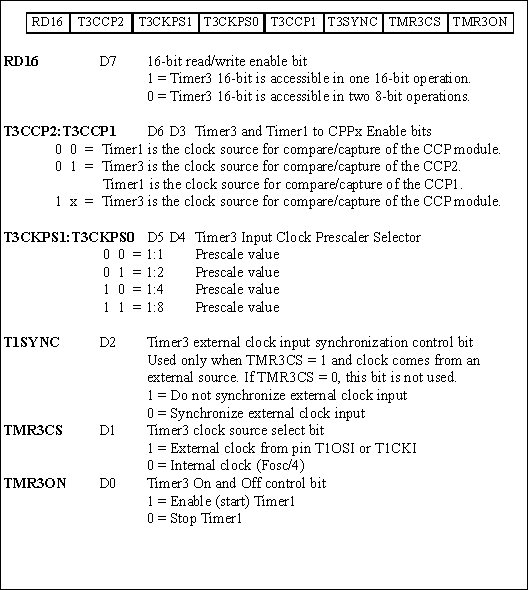 RD16 T3CCP2 T3CKPS1 T3CKPS0 T3CCP1 T3SYNC TMR3CS TMR3ON
RD16 D7 16-bit read/write enable bit
1 = Timer3 16-bit is accessible in one 16-bit operation.
0 = Timer3 16-bit is accessible in two 8-bit operations.
T3CCP2:T3CCP1 D6 D3 Timer3 and Timer1 to CPPx Enable bits
0 0 = Timer1 is the clock source for compare/capture of the CCP module.
0 1 = Timer3 is the clock source for compare/capture of the CCP2.
Timer1 is the clock source for compare/capture of the CCP1.
1 x = Timer3 is the clock source for compare/capture of the CCP module.
T3CKPS1:T3CKPS0 D5 D4 Timer3 Input Clock Prescaler Selector
0 0 = 1:1 Prescale value
0 1 = 1:2 Prescale value
1 0 = 1:4 Prescale value
1 1 = 1:8 Prescale value
T1SYNC D2 Timer3 external clock input synchronization control bit
Used only when TMR3CS = 1 and clock comes from an
external source. If TMR3CS = 0, this bit is not used.
1 = Do not synchronize external clock input
0 = Synchronize external clock input
TMR3CS D1 Timer3 clock source select bit
1 = External clock from pin T1OSI or T1CKI
0 = Internal clock (Fosc/4)
TMR3ON D0 Timer3 On and Off control bit
1 = Enable (start) Timer1
0 = Stop Timer1